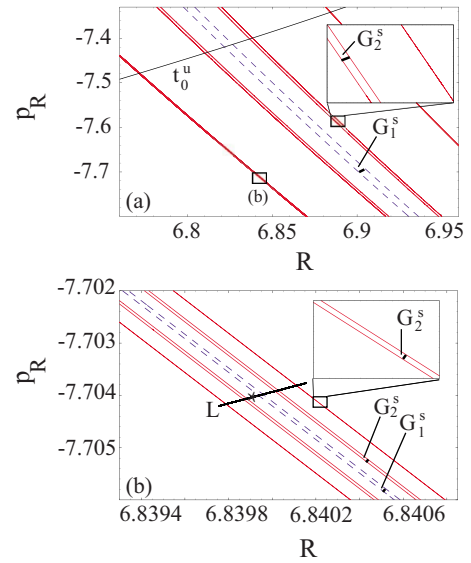 -7.4
-7.5
-7.6
-7.7
p_R
t_0^u
G_2^s
G_1^s
(a)
(b)
6.8
6.85
6.9
6.95
R
-7.702
-7.703
-7.704
-7.705
p_R
G_2^s
L
G_2^s
G_1^s
(b)
6.8394
6.8398
6.8402
6.8406
R